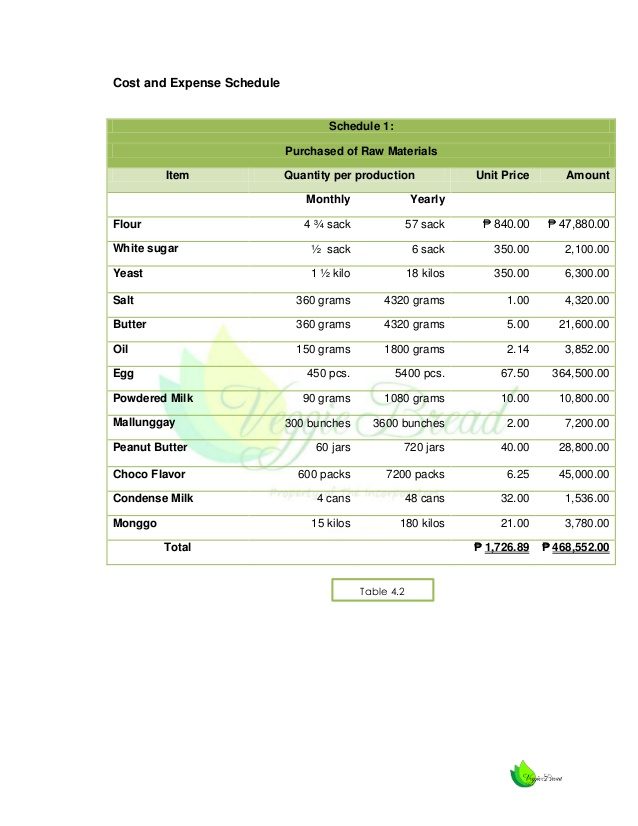 Cost and Expense Schedule
Schedule 1:
Purchased of Raw Materials
Item Quantity per production Unit Price Amount
Monthly Yearly
Flour 4 ¾ sack 57 sack ₱ 840.00 ₱ 47,880.00
White sugar ½ sack 6 sack 350.00 2,100.00
Yeast 1 ½ kilo 18 kilos 350.00 6,300.00
Salt 360 grams 4320 grams 1.00 4,320.00
Butter 360 grams 4320 grams 5.00 21,600.00
Oil 150 grams 1800 grams 2.14 3,852.00
Egg 450 pcs. 5400 pcs. 67.50 364,500.00
Powdered Milk 90 grams 1080 grams 10.00 10,800.00
Mallunggay 300 bunches 3600 bunches 2.00 7,200.00
Peanut Butter 60 jars 720 jars 40.00 28,800.00
Choco Flavor 600 packs 7200 packs 6.25 45,000.00
Condense Milk 4 cans 48 cans 32.00 1,536.00
Monggo 15 kilos 180 kilos 21.00 3,780.00
Total ₱ 1,726.89 ₱ 468,552.00
Veggie Bread
Table 4.2
Veggie Bread